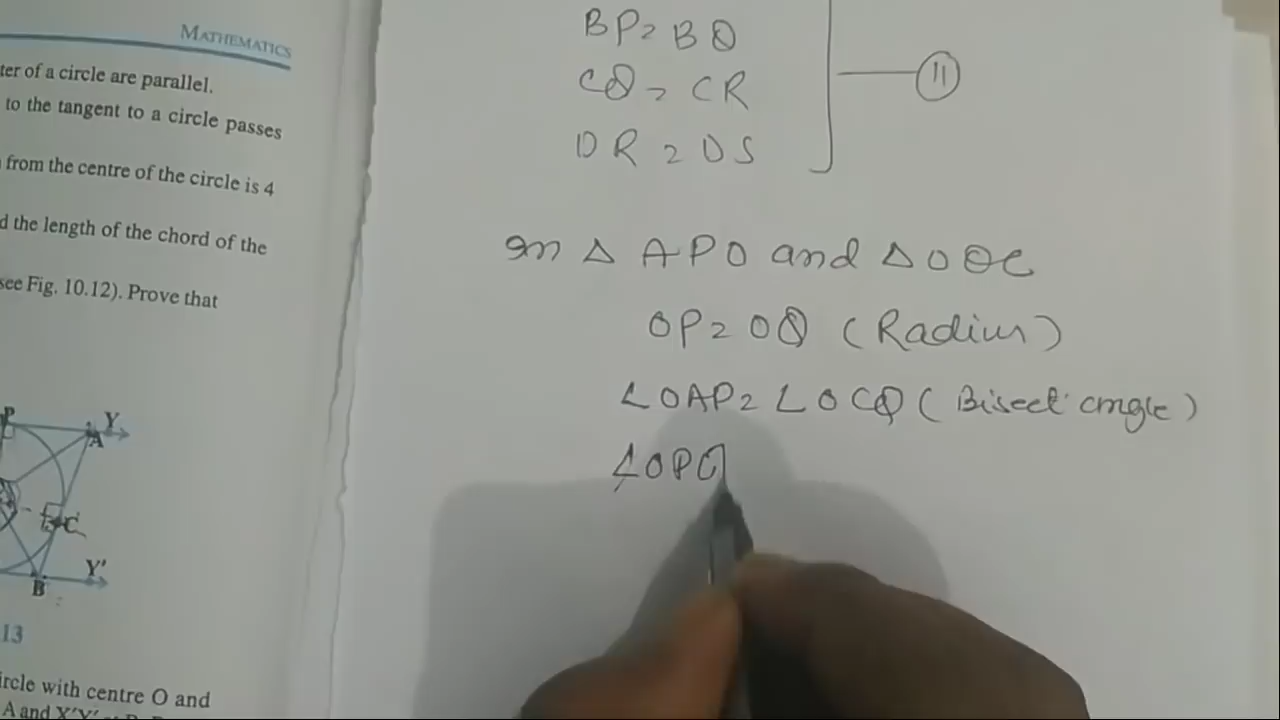 MATHEMATICS
ter of a circle are parallel.
to the tangent to a circle passes
from the centre of the circle is 4
d the length of the chord of the
see Fig. 10.12). Prove that
P Y
A
C
Y'
B
13
ircle with centre O and
A and X'Y'
BP = BQ
CQ = CR
DR = DS
11
In △ APO and △ OQC
OP = OQ (Radius)
∠OAP = ∠OCQ (Bisect angle)
∠OP